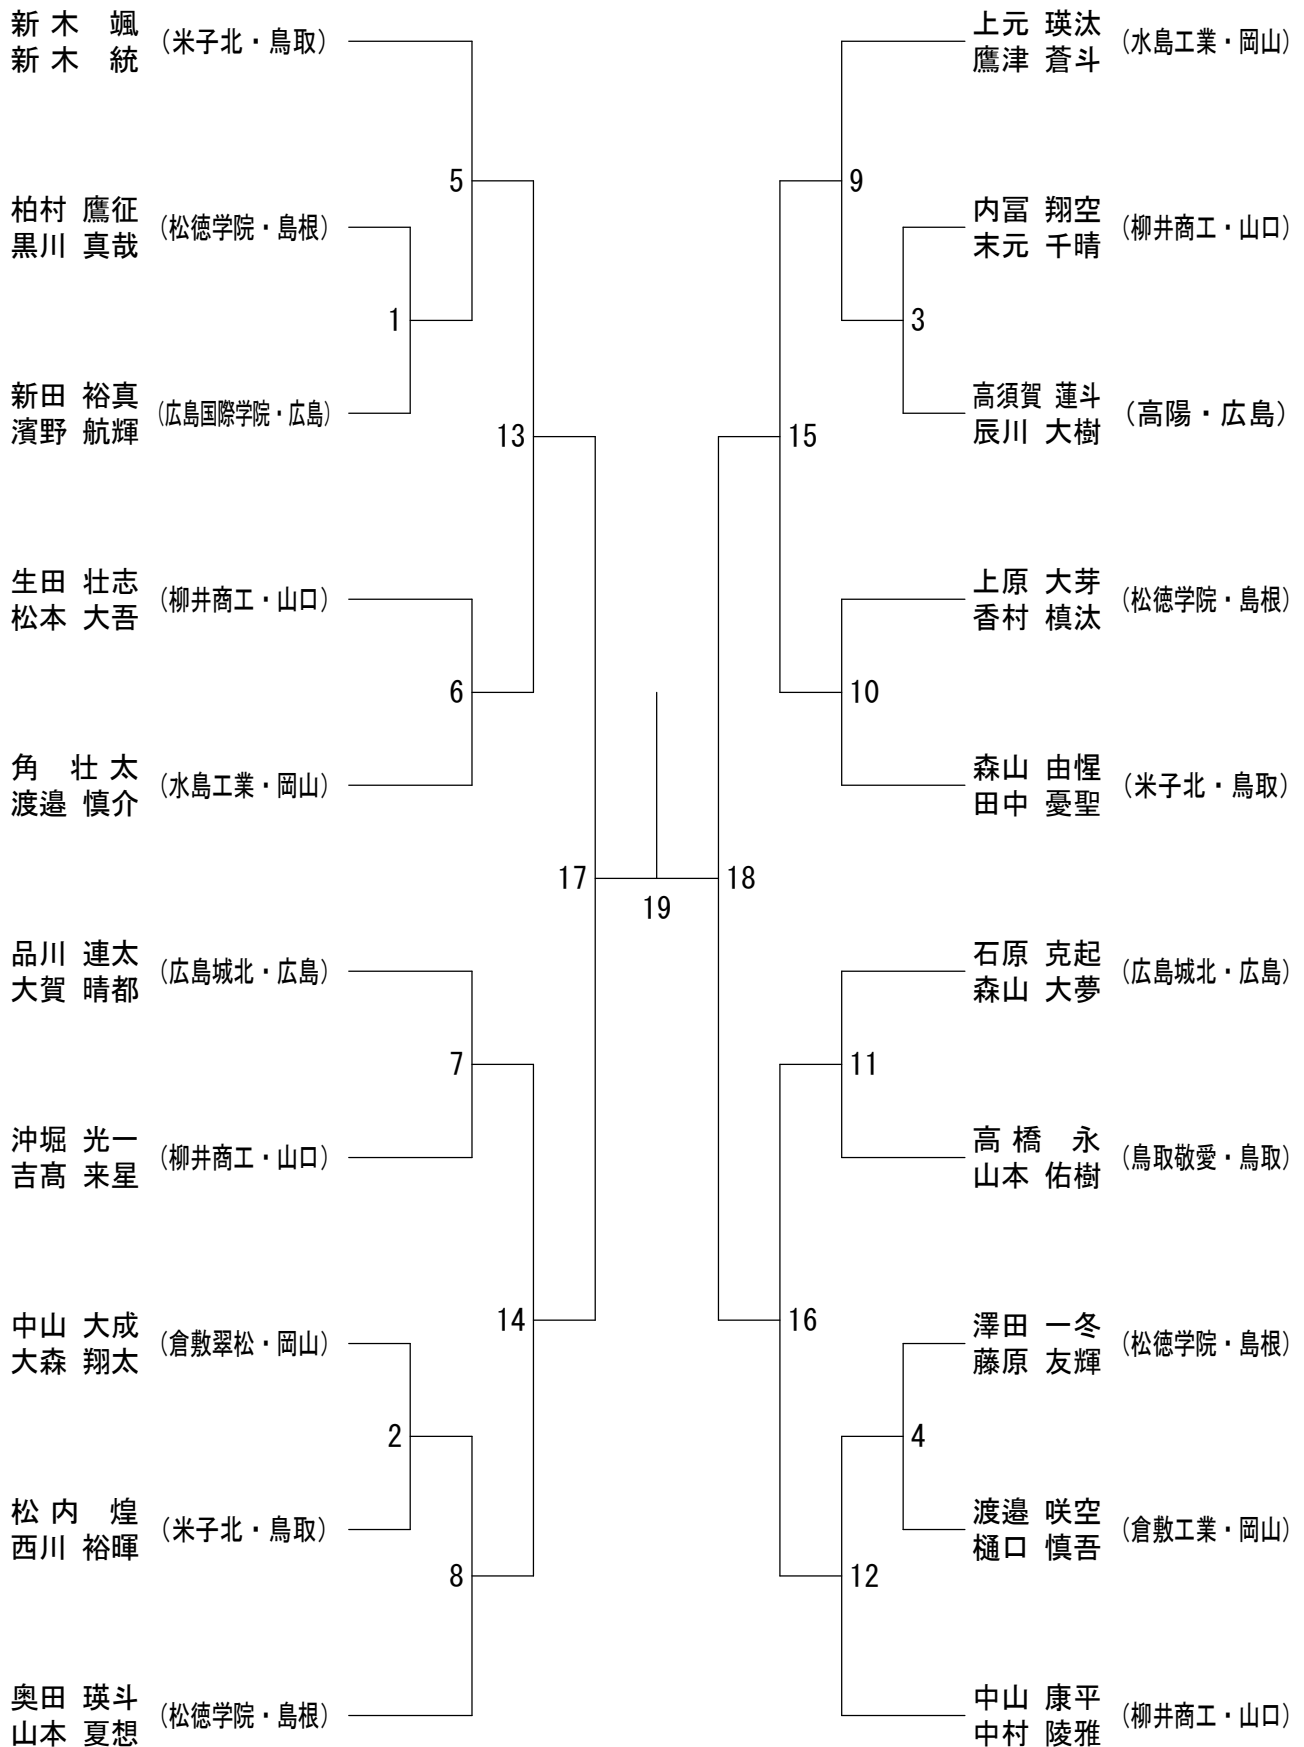 新木 颯
新木 統
(米子北・鳥取)
柏村 鷹征
黒川 真哉
(松徳学院・島根)
新田 裕真
濱野 航輝
(広島国際学院・広島)
生田 壮志
松本 大吾
(柳井商工・山口)
角 壮太
渡邉 慎介
(水島工業・岡山)
品川 連太
大賀 晴都
(広島城北・広島)
沖堀 光一
吉髙 来星
(柳井商工・山口)
中山 大成
大森 翔太
(倉敷翠松・岡山)
松内 煌
西川 裕暉
(米子北・鳥取)
奥田 瑛斗
山本 夏想
(松徳学院・島根)
5
1
13
6
17
7
14
2
8
19
9
3
15
10
18
11
16
4
12
上元 瑛汰
鷹津 蒼斗
(水島工業・岡山)
内冨 翔空
末元 千晴
(柳井商工・山口)
高須賀 蓮斗
辰川 大樹
(高陽・広島)
上原 大芽
香村 槙汰
(松徳学院・島根)
森山 由惺
田中 憂聖
(米子北・鳥取)
石原 克起
森山 大夢
(広島城北・広島)
高橋 永
山本 佑樹
(鳥取敬愛・鳥取)
澤田 一冬
藤原 友輝
(松徳学院・島根)
渡邉 咲空
樋口 慎吾
(倉敷工業・岡山)
中山 康平
中村 陵雅
(柳井商工・山口)